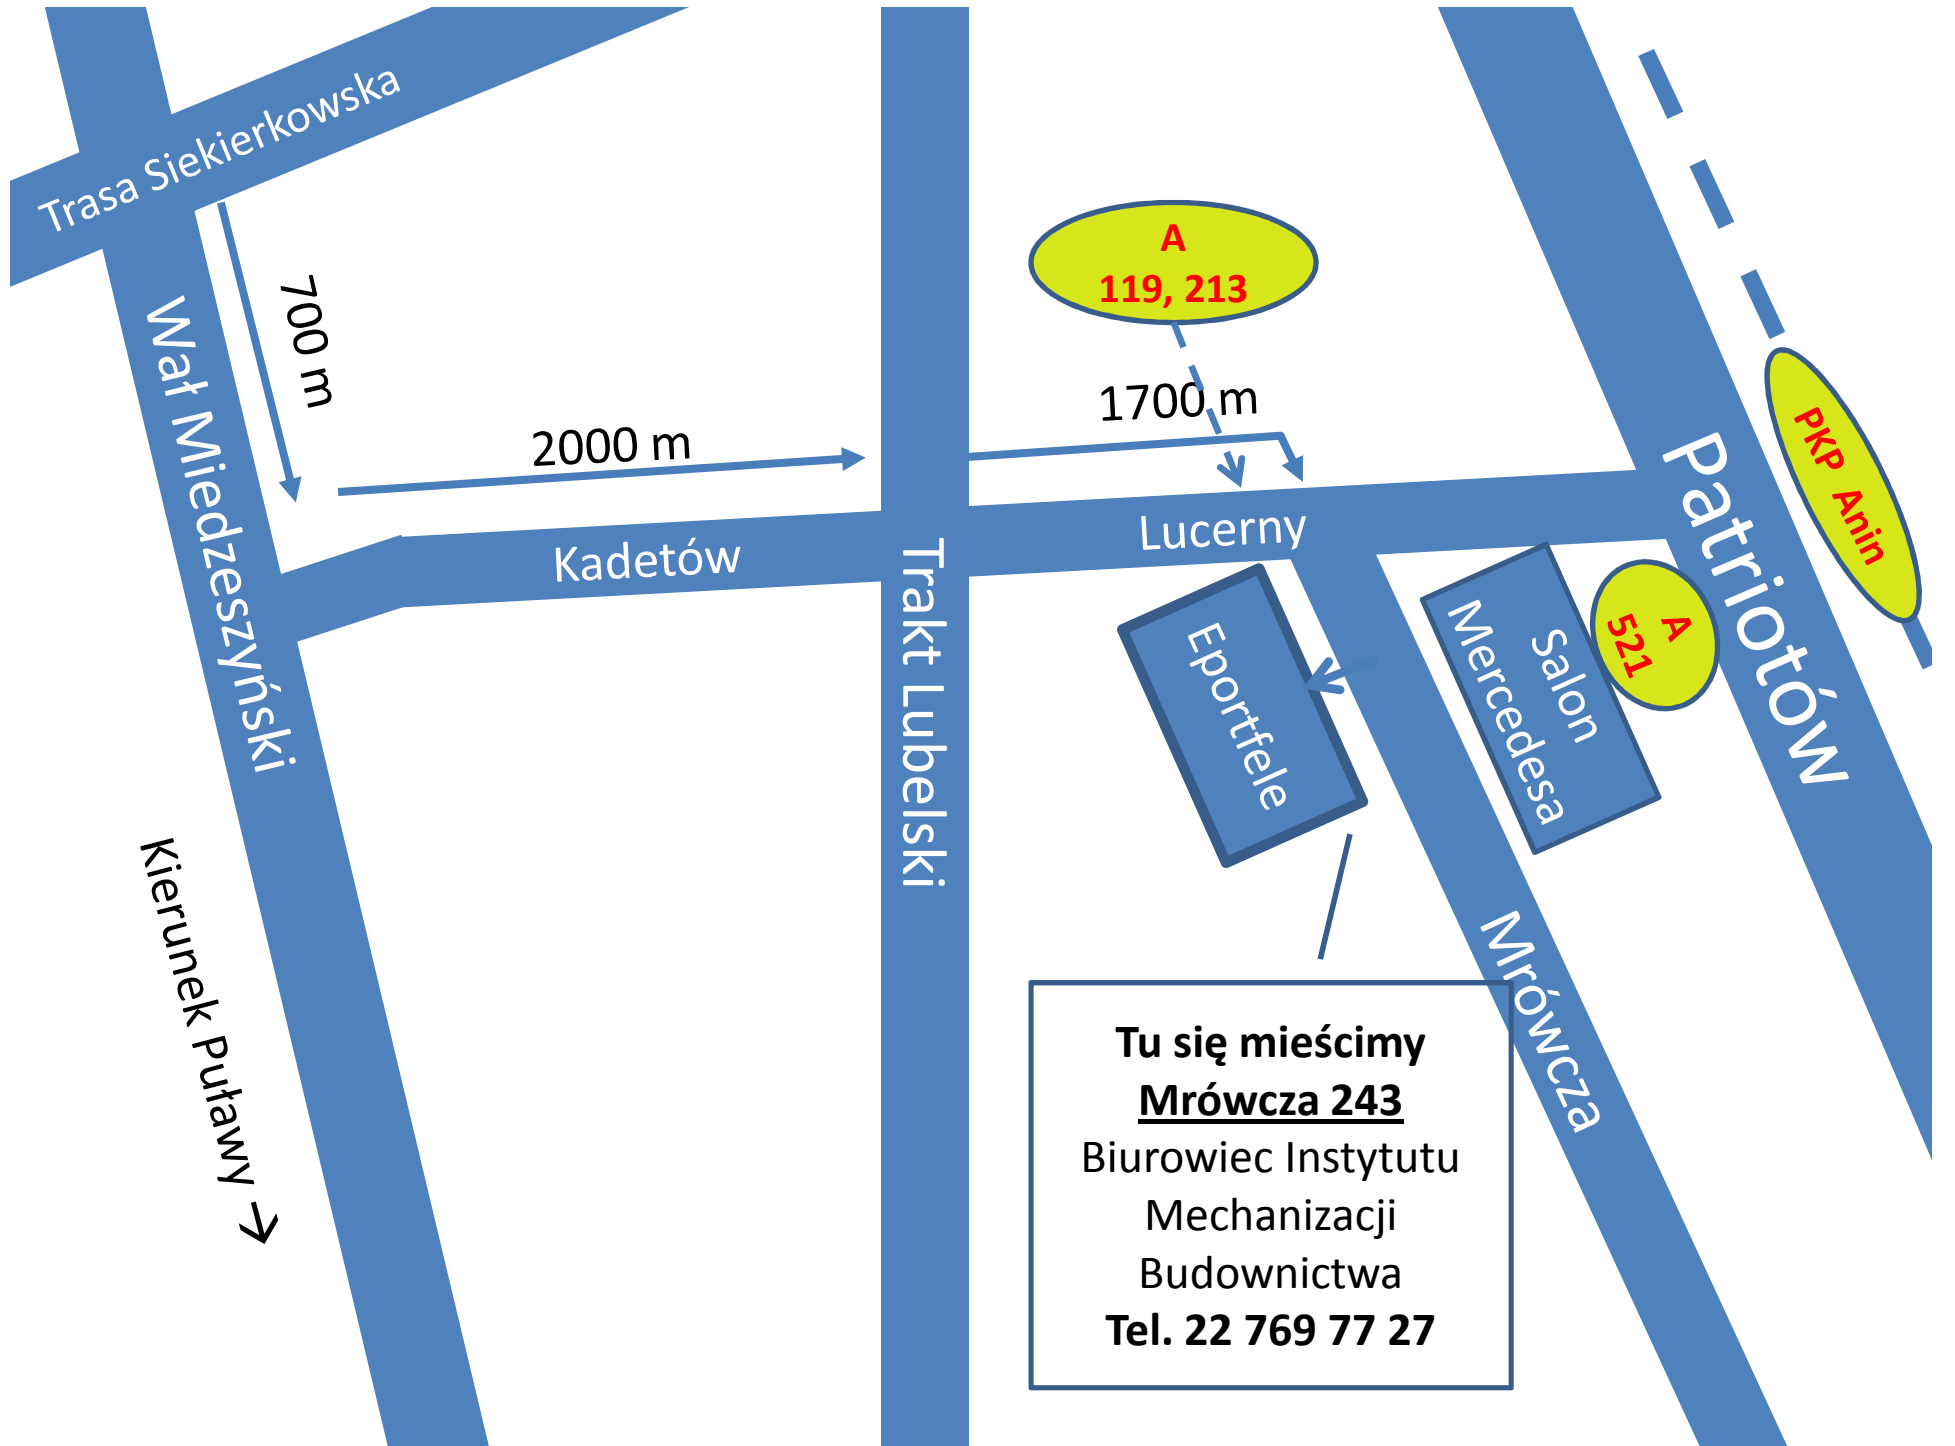 Trasa Siekierkowska
Wał Miedzeszyński
700 m
2000 m
A
119, 213
1700 m
Kadetów
Lucerny
Trakt Lubelski
Patriotów
PKP Anin
A
521
Salon
Mercedesa
Eportfele
Mrówcza
Kierunek Puławy →
Tu się mieścimy
Mrówcza 243
Biurowiec Instytutu
Mechanizacji
Budownictwa
Tel. 22 769 77 27